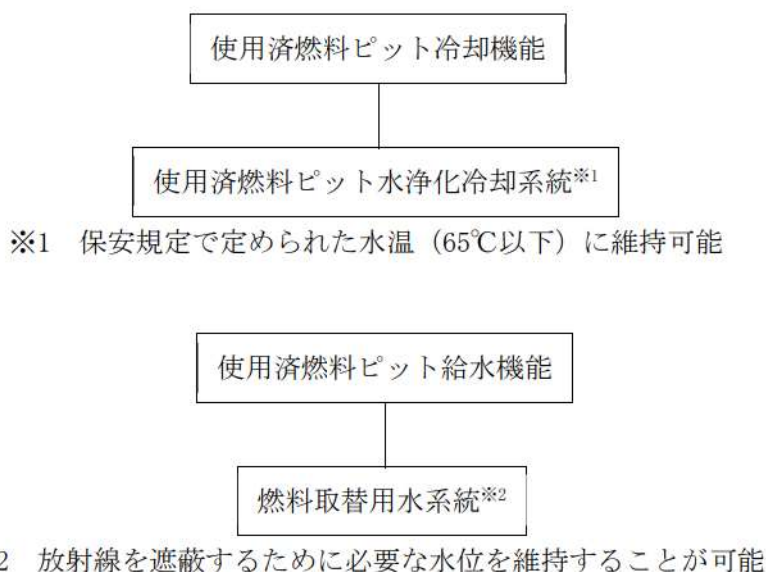 使用済燃料ピット冷却機能
使用済燃料ピット水浄化冷却系統※1
※1　保安規定で定められた水温（65℃以下）に維持可能
使用済燃料ピット給水機能
燃料取替用水系統※2
2　放射線を遮蔽するために必要な水位を維持することが可能